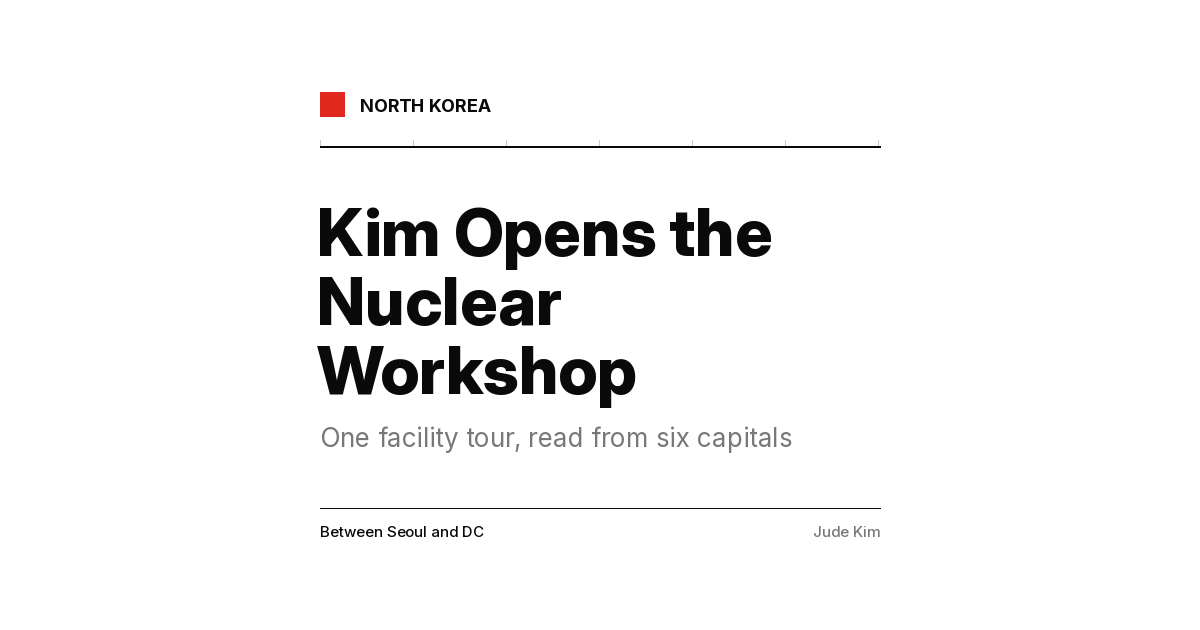 NORTH KOREA
Kim Opens the
Nuclear
Workshop
One facility tour, read from six capitals
Between Seoul and DC
Jude Kim